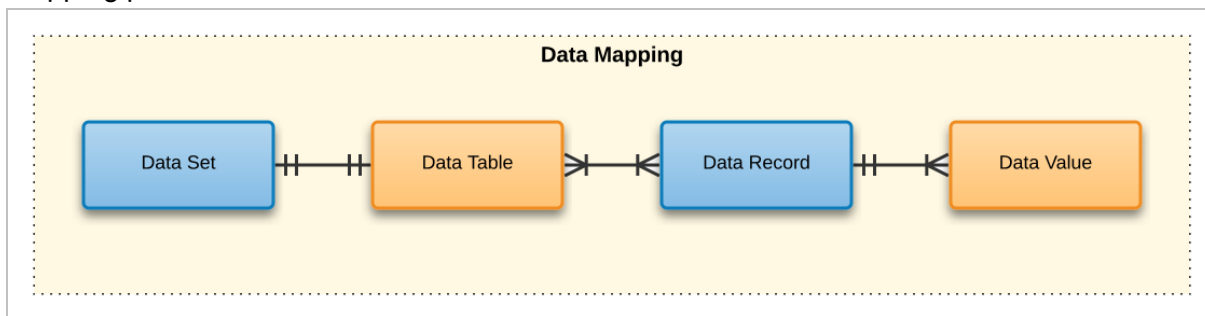 Data Mapping
Data Set
Data Table
Data Record
Data Value